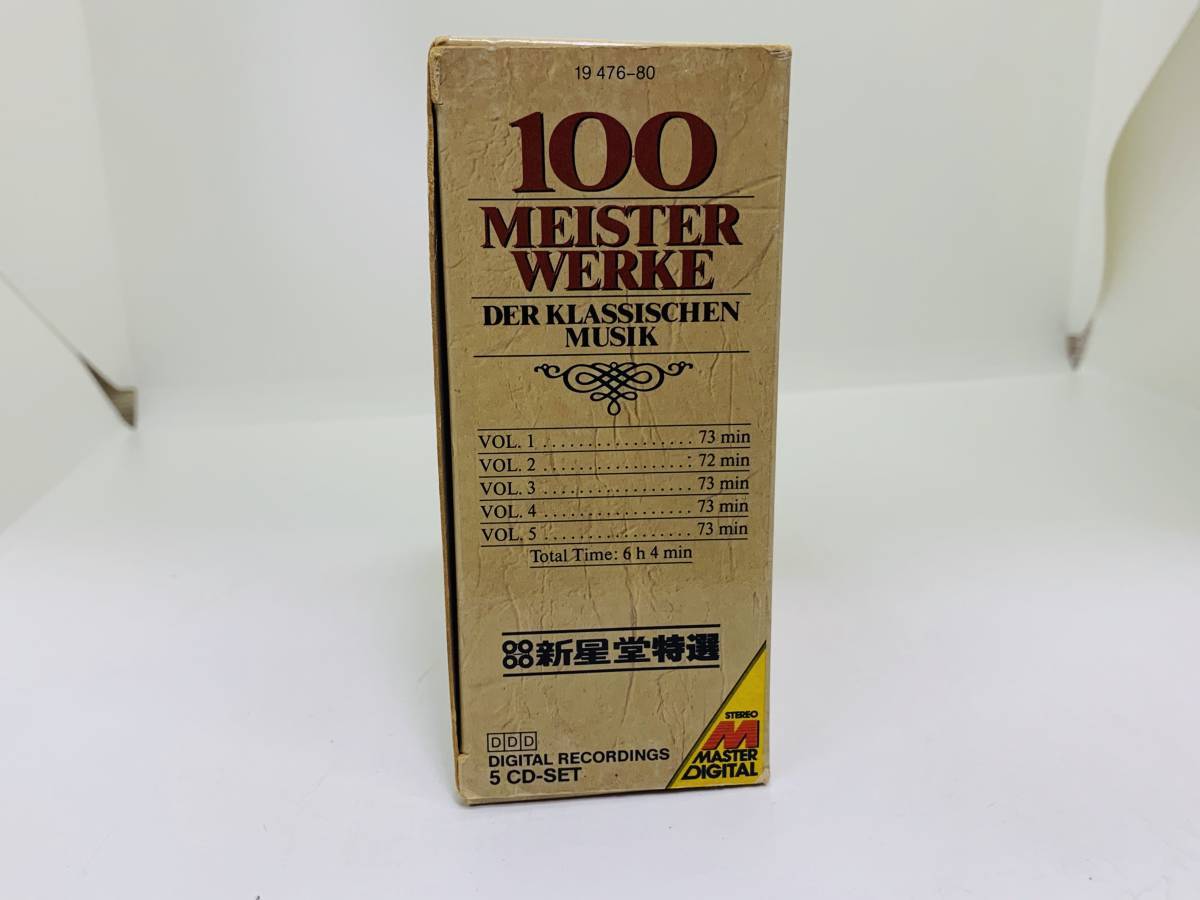 19 476-80
100
MEISTER
WERKE
DER KLASSISCHEN
MUSIK
VOL. 1 .................. 73 min
VOL. 2 .................. 72 min
VOL. 3 .................. 73 min
VOL. 4 .................. 73 min
VOL. 5 .................. 73 min
Total Time: 6 h 4 min
新星堂特選
DDD
DIGITAL RECORDINGS
5 CD-SET
STEREO
M
MASTER
DIGITAL